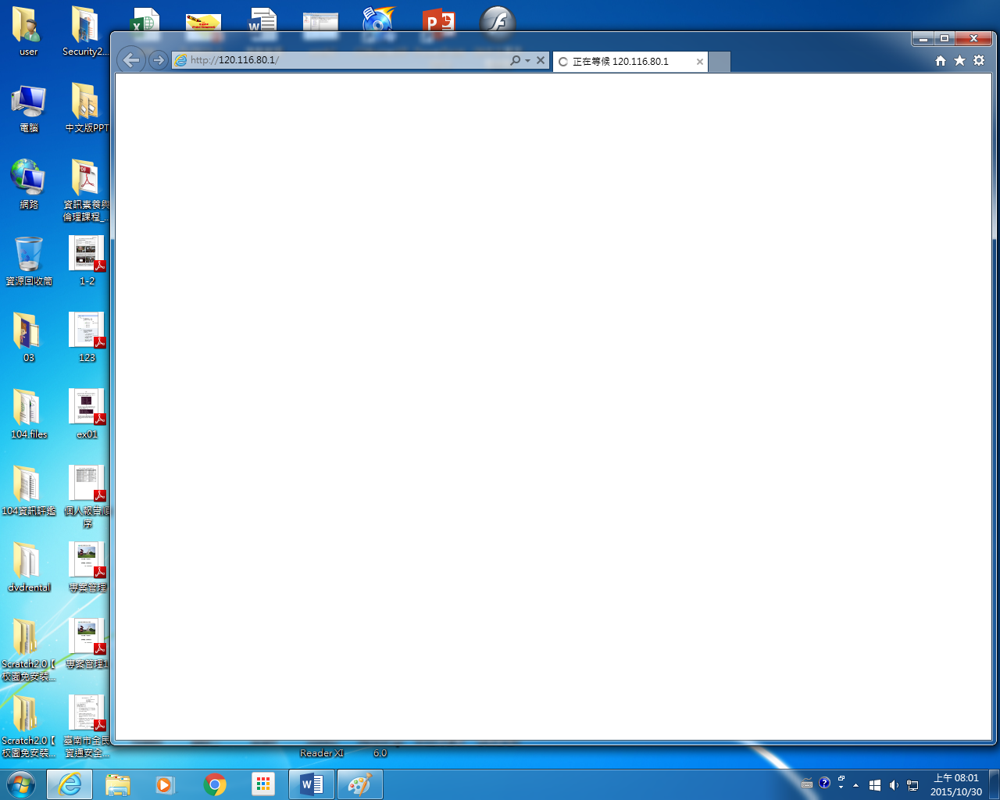 user
Security2...
http://120.116.80.1/
正在等候 120.116.80.1
電腦
中文版PPT
網路
資訊素養與
倫理課程_...
資源回收筒
1-2
03
123
104.files
ex01
104資訊評鑑
個人報告順
序
dvdrental
專案管理
Scratch2.0【
校園免安裝...
專案管理1
Scratch2.0【
校園免安裝...
臺南市全民
資通安全...
Reader XI
6.0
上午 08:01
2015/10/30